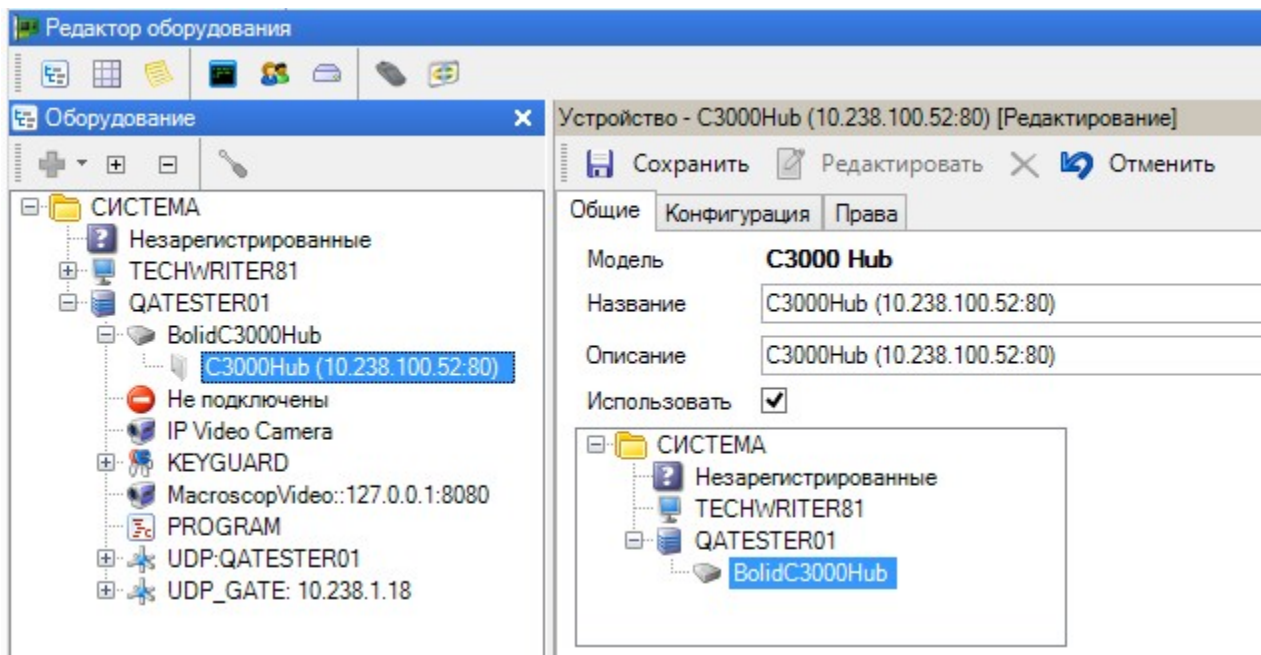 Редактор оборудования
Оборудование
СИСТЕМА
Незарегистрированные
TECHWRITER81
QATESTER01
BolidC3000Hub
C3000Hub (10.238.100.52:80)
Не подключены
IP Video Camera
KEYGUARD
MacroscopVideo::127.0.0.1:8080
PROGRAM
UDP:QATESTER01
UDP_GATE: 10.238.1.18
Устройство - C3000Hub (10.238.100.52:80) [Редактирование]
Сохранить Редактировать Отменить
Общие Конфигурация Права
Модель C3000 Hub
Название C3000Hub (10.238.100.52:80)
Описание C3000Hub (10.238.100.52:80)
Использовать
СИСТЕМА
Незарегистрированные
TECHWRITER81
QATESTER01
BolidC3000Hub